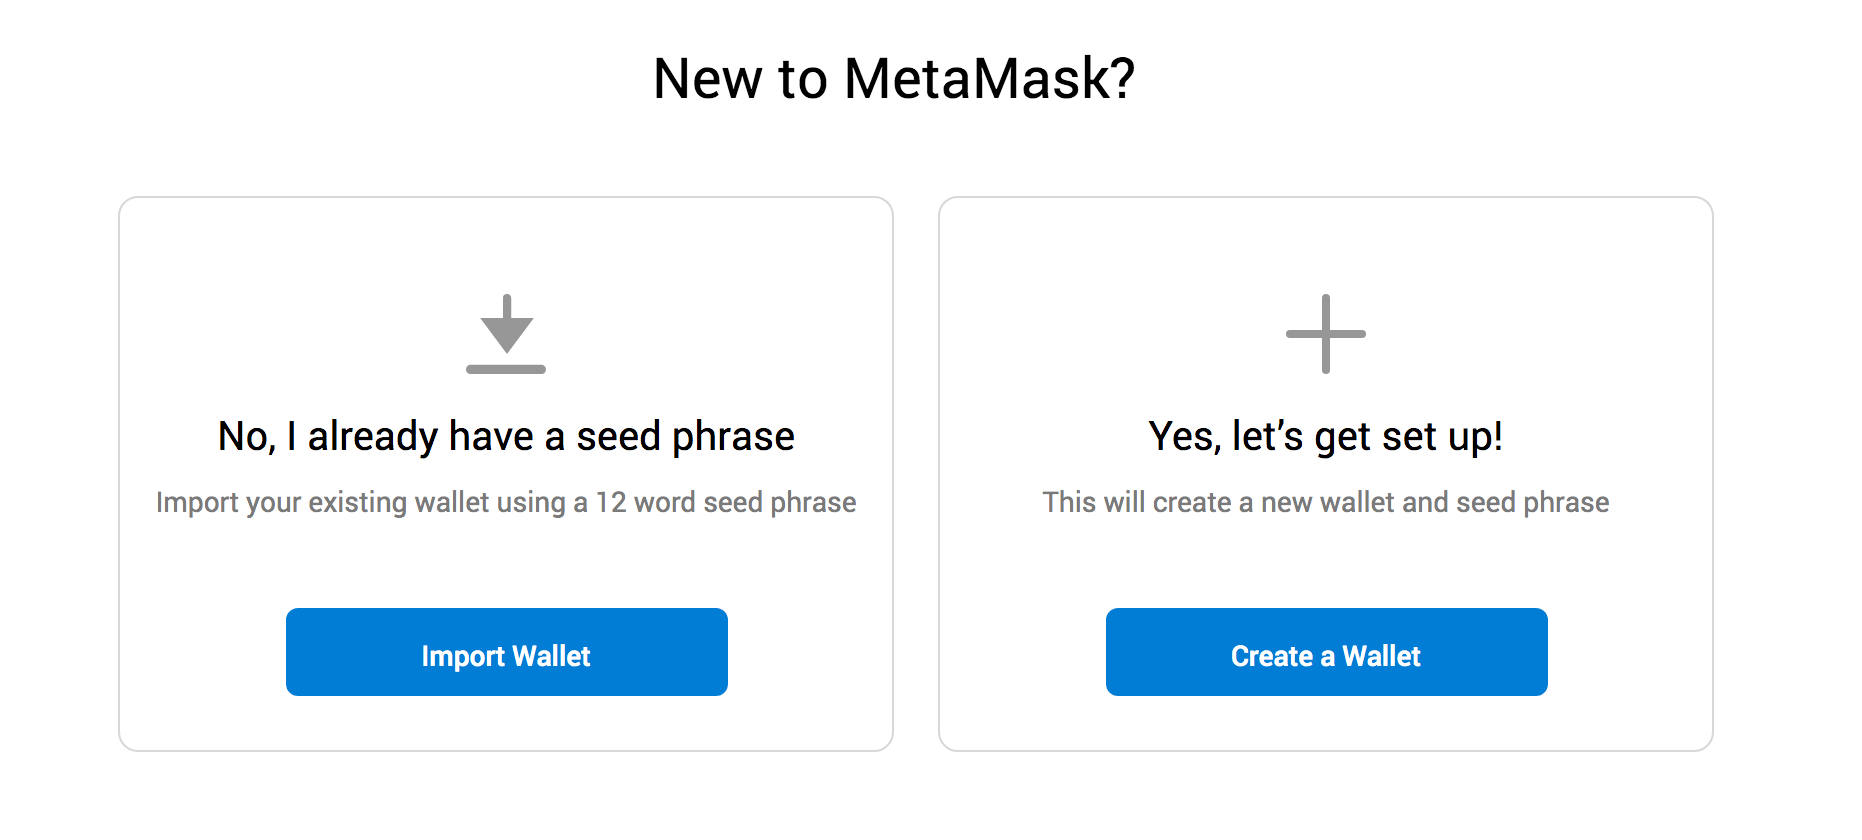 New to MetaMask?
No, I already have a seed phrase
Import your existing wallet using a 12 word seed phrase
Import Wallet
Yes, let’s get set up!
This will create a new wallet and seed phrase
Create a Wallet